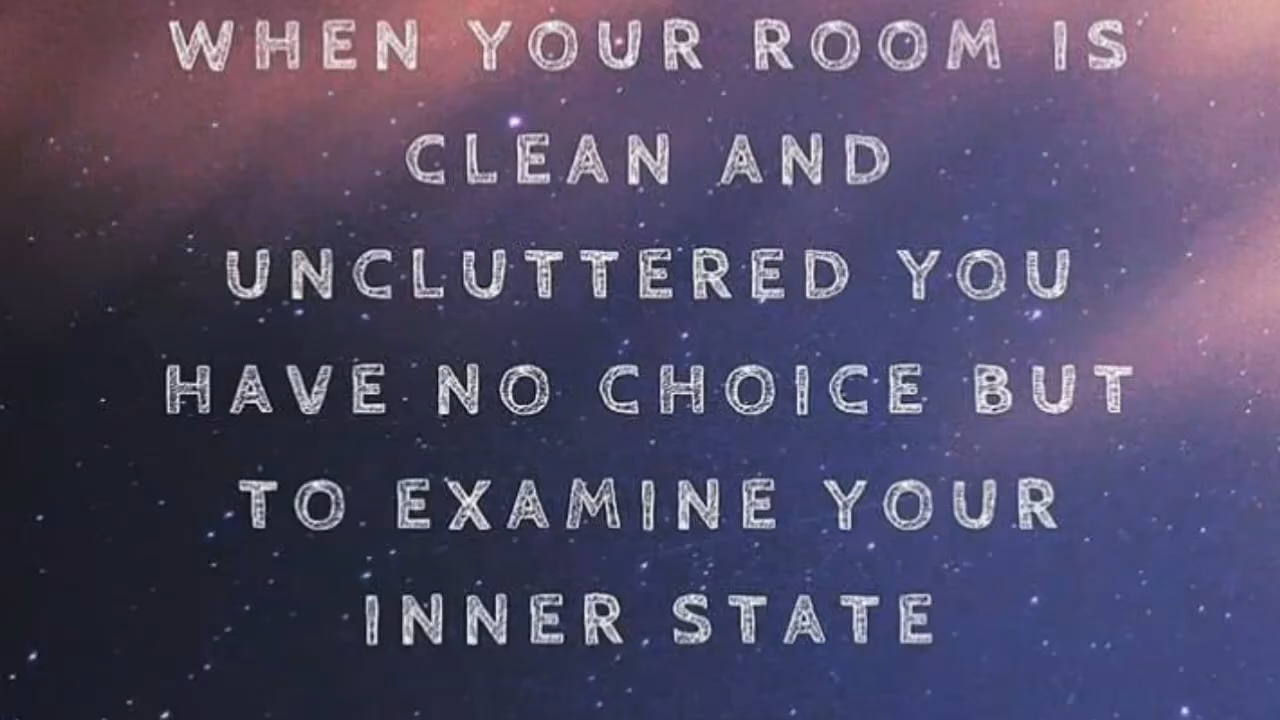 WHEN YOUR ROOM IS
CLEAN AND
UNCLUTTERED YOU
HAVE NO CHOICE BUT
TO EXAMINE YOUR
INNER STATE